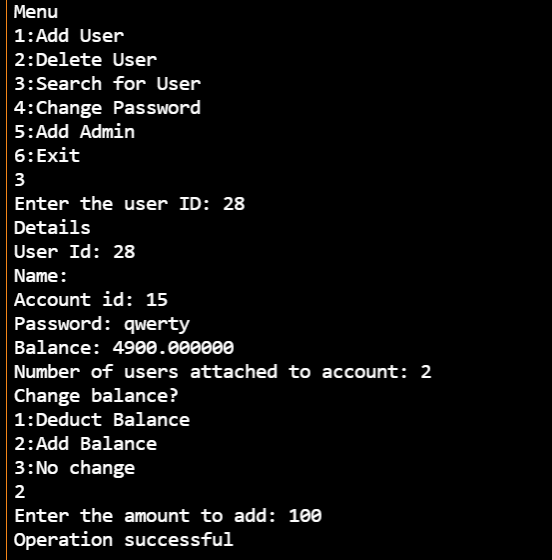 Menu
1:Add User
2:Delete User
3:Search for User
4:Change Password
5:Add Admin
6:Exit
3
Enter the user ID: 28
Details
User Id: 28
Name:
Account id: 15
Password: qwerty
Balance: 4900.000000
Number of users attached to account: 2
Change balance?
1:Deduct Balance
2:Add Balance
3:No change
2
Enter the amount to add: 100
Operation successful